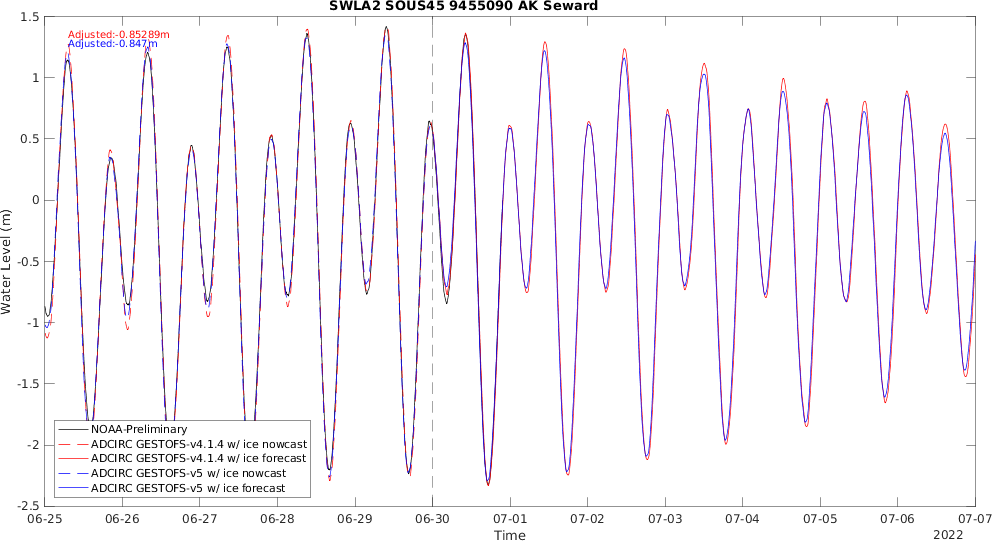 SWLA2 SOUS45 9455090 AK Seward
Adjusted:-0.85289m
Adjusted:-0.847m
Water Level (m)
1.5
1
0.5
0
-0.5
-1
-1.5
-2
-2.5
NOAA-Preliminary
ADCIRC GESTOFS-v4.1.4 w/ ice nowcast
ADCIRC GESTOFS-v4.1.4 w/ ice forecast
ADCIRC GESTOFS-v5 w/ ice nowcast
ADCIRC GESTOFS-v5 w/ ice forecast
06-25 06-26 06-27 06-28 06-29 06-30 07-01 07-02 07-03 07-04 07-05 07-06 07-07
Time
2022